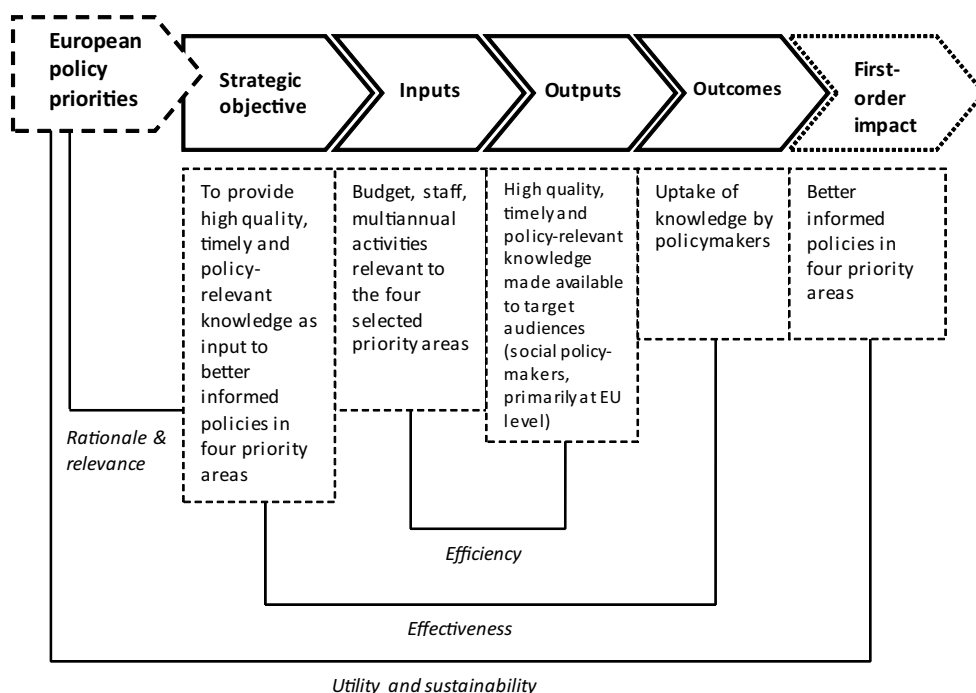 European
policy
priorities
Strategic
objective
Inputs
Outputs
Outcomes
First-
order
impact
To provide
high quality,
timely and
policy-
relevant
knowledge as
input to
better
informed
policies in
four priority
areas
Budget, staff,
multiannual
activities
relevant to
the four
selected
priority areas
High quality,
timely and
policy-relevant
knowledge
made available
to target
audiences
(social policy-
makers,
primarily at EU
level)
Uptake of
knowledge by
policymakers
Better
informed
policies in
four priority
areas
Rationale &
relevance
Efficiency
Effectiveness
Utility and sustainability